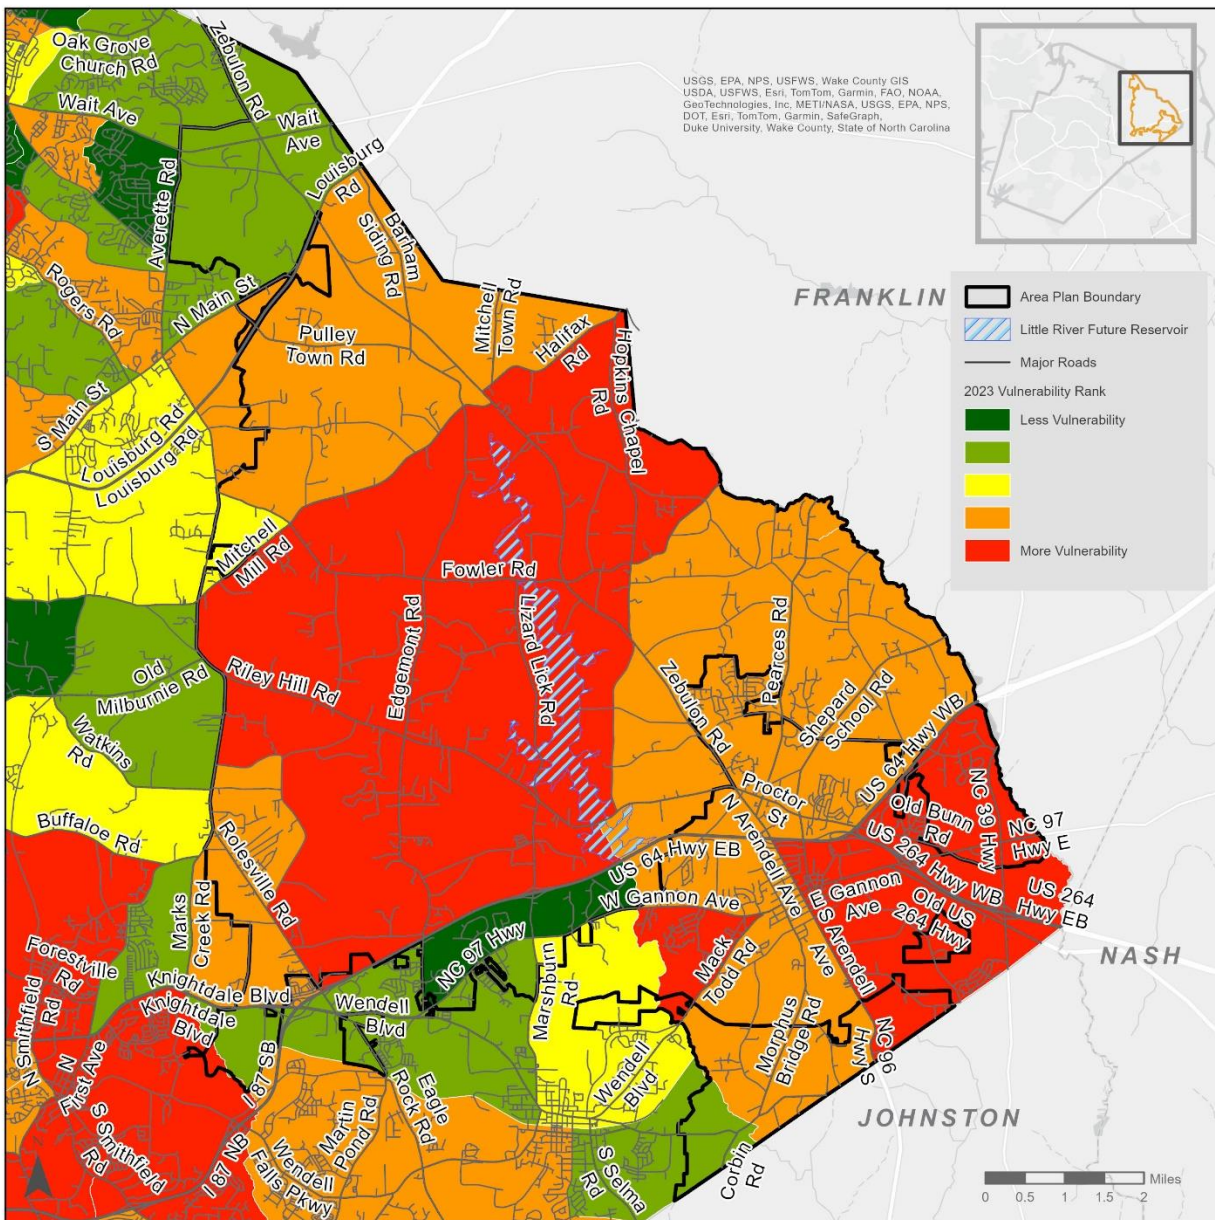 Oak Grove
Church Rd
Zebulon Rd
Wait Ave
Wait
Ave
Louisburg
Rd
Averette Rd
Barham
Siding Rd
Rogers Rd
N Main St
Pulley
Town Rd
Mitchell
Town Rd
Halifax
Rd
Hopkins Chapel
Rd
S Main St
Louisburg Rd
Louisburg Rd
Mitchell
Mill Rd
Fowler Rd
Edgemont Rd
Lizard Lick Rd
Old
Milburnie Rd
Riley Hill Rd
Watkins
Rd
Buffaloe Rd
Pearces Rd
Shepard
School Rd
Zebulon Rd
US 64 Hwy WB
Proctor
St
NC 39 Hwy
Old Bunn
Rd
NC 97
Hwy E
US 264 Hwy WB
US 264
Hwy EB
Rolesville Rd
Marks
Creek Rd
US 64 Hwy EB
W Gannon Ave
N Arendell Ave
E Gannon
Ave
Old US
264 Hwy
S Arendell
Ave
Forestville
Rd
Knightdale Blvd
Knightdale
Blvd
NC 97 Hwy
Wendell
Blvd
Marshburn
Rd
Mack
Todd Rd
Morphus
Bridge Rd
NC 96
Hwy S
N Smithfield
Rd
N
First Ave
S Smithfield
Rd
I 87 SB
I 87 NB
Eagle
Rock Rd
Martin
Pond Rd
Wendell
Falls Pkwy
Wendell
Blvd
S Selma
Rd
Corbin
Rd
USGS, EPA, NPS, USFWS, Wake County GIS
USDA, USFWS, Esri, TomTom, Garmin, FAO, NOAA,
GeoTechnologies, Inc, METI/NASA, USGS, EPA, NPS,
DOT, Esri, TomTom, Garmin, SafeGraph,
Duke University, Wake County, State of North Carolina
FRANKLIN
NASH
JOHNSTON
Area Plan Boundary
Little River Future Reservoir
Major Roads
2023 Vulnerability Rank
Less Vulnerability
More Vulnerability
Miles
0 0.5 1 1.5 2